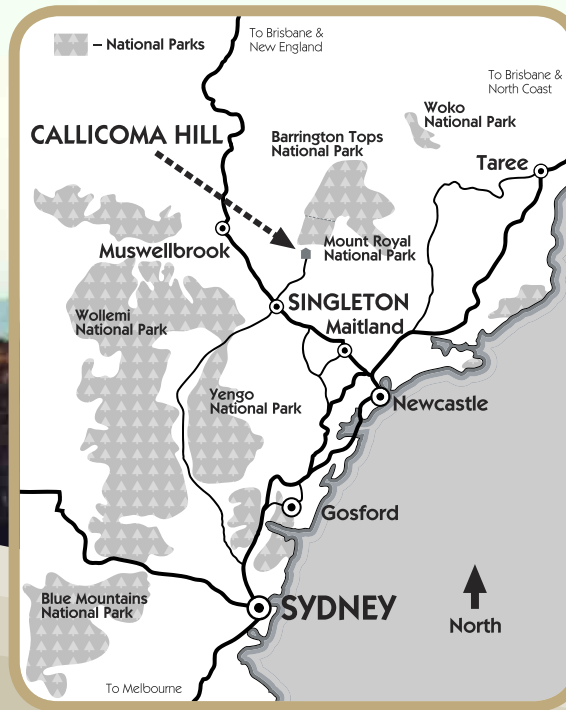 – National Parks
To Brisbane &
New England
To Brisbane &
North Coast
Woko
National Park
CALLICOMA HILL
Barrington Tops
National Park
Taree
Muswellbrook
Mount Royal
National Park
SINGLETON
Wollemi
National Park
Maitland
Yengo
National Park
Newcastle
Gosford
Blue Mountains
National Park
SYDNEY
North
To Melbourne